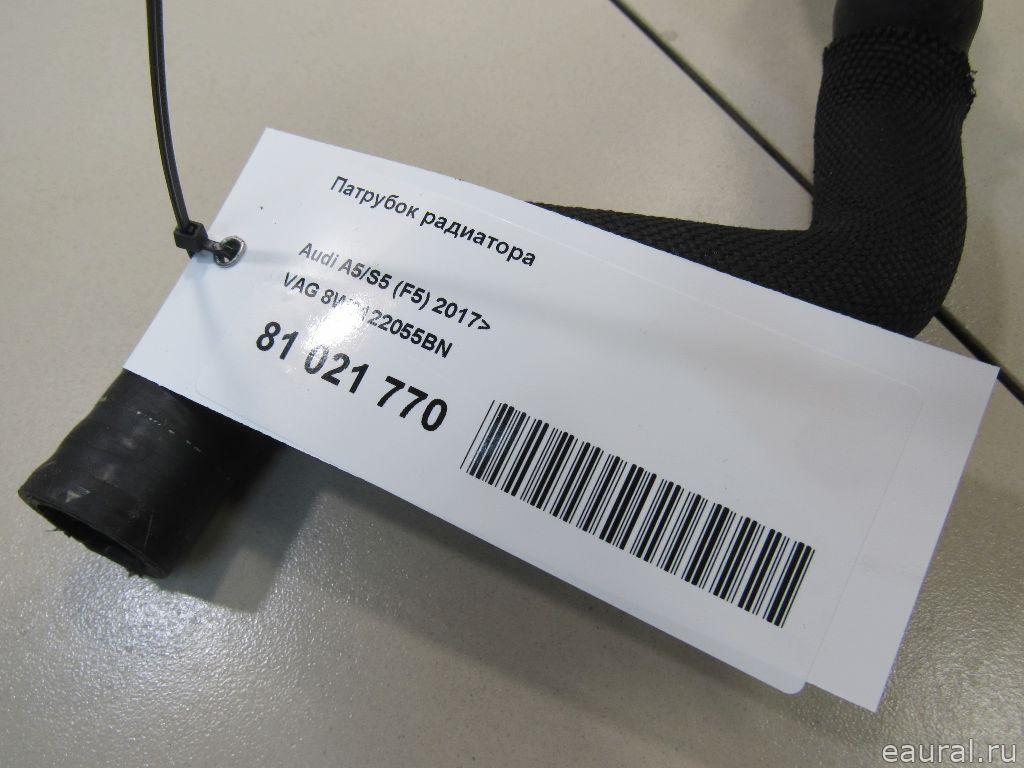 Патрубок радиатора
Audi A5/S5 (F5) 2017>
VAG
81 021 770
eaural.ru